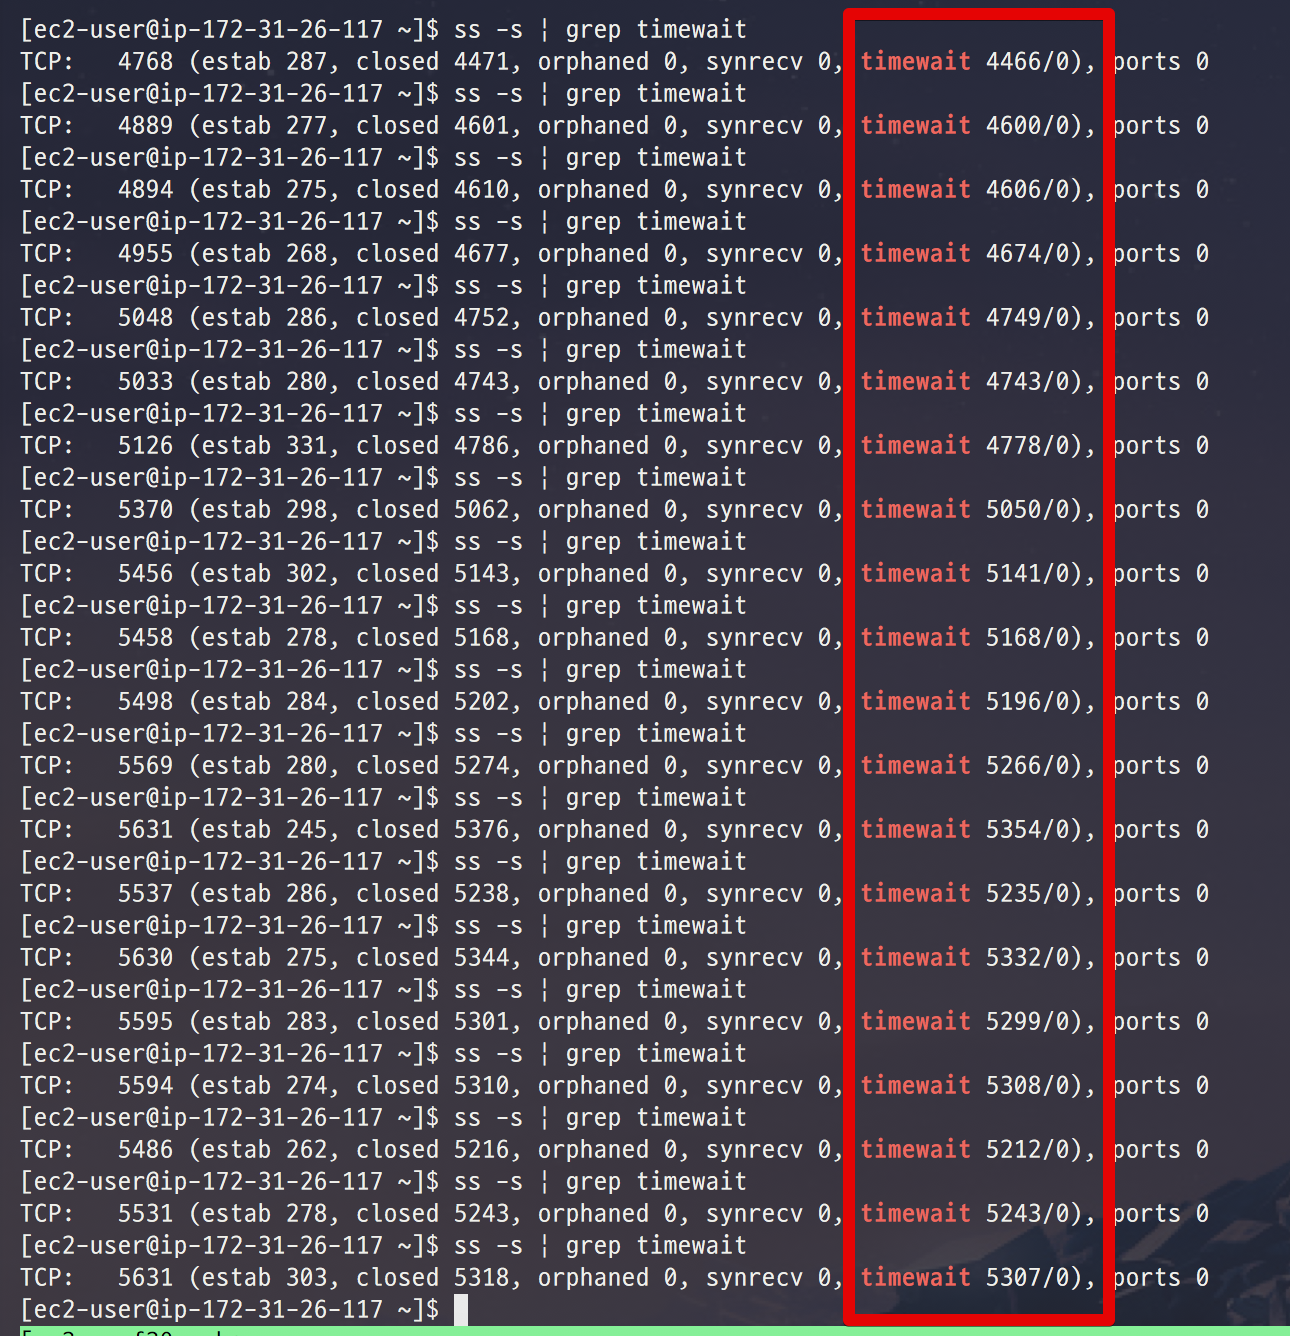 [ec2-user@ip-172-31-26-117 ~]$ ss -s ¦ grep timewait
TCP:   4768 (estab 287, closed 4471, orphaned 0, synrecv 0, timewait 4466/0), ports 0
[ec2-user@ip-172-31-26-117 ~]$ ss -s ¦ grep timewait
TCP:   4889 (estab 277, closed 4601, orphaned 0, synrecv 0, timewait 4600/0), ports 0
[ec2-user@ip-172-31-26-117 ~]$ ss -s ¦ grep timewait
TCP:   4894 (estab 275, closed 4610, orphaned 0, synrecv 0, timewait 4606/0), ports 0
[ec2-user@ip-172-31-26-117 ~]$ ss -s ¦ grep timewait
TCP:   4955 (estab 268, closed 4677, orphaned 0, synrecv 0, timewait 4674/0), ports 0
[ec2-user@ip-172-31-26-117 ~]$ ss -s ¦ grep timewait
TCP:   5048 (estab 286, closed 4752, orphaned 0, synrecv 0, timewait 4749/0), ports 0
[ec2-user@ip-172-31-26-117 ~]$ ss -s ¦ grep timewait
TCP:   5033 (estab 280, closed 4743, orphaned 0, synrecv 0, timewait 4743/0), ports 0
[ec2-user@ip-172-31-26-117 ~]$ ss -s ¦ grep timewait
TCP:   5126 (estab 331, closed 4786, orphaned 0, synrecv 0, timewait 4778/0), ports 0
[ec2-user@ip-172-31-26-117 ~]$ ss -s ¦ grep timewait
TCP:   5370 (estab 298, closed 5062, orphaned 0, synrecv 0, timewait 5050/0), ports 0
[ec2-user@ip-172-31-26-117 ~]$ ss -s ¦ grep timewait
TCP:   5456 (estab 302, closed 5143, orphaned 0, synrecv 0, timewait 5141/0), ports 0
[ec2-user@ip-172-31-26-117 ~]$ ss -s ¦ grep timewait
TCP:   5458 (estab 278, closed 5168, orphaned 0, synrecv 0, timewait 5168/0), ports 0
[ec2-user@ip-172-31-26-117 ~]$ ss -s ¦ grep timewait
TCP:   5498 (estab 284, closed 5202, orphaned 0, synrecv 0, timewait 5196/0), ports 0
[ec2-user@ip-172-31-26-117 ~]$ ss -s ¦ grep timewait
TCP:   5569 (estab 280, closed 5274, orphaned 0, synrecv 0, timewait 5266/0), ports 0
[ec2-user@ip-172-31-26-117 ~]$ ss -s ¦ grep timewait
TCP:   5631 (estab 245, closed 5376, orphaned 0, synrecv 0, timewait 5354/0), ports 0
[ec2-user@ip-172-31-26-117 ~]$ ss -s ¦ grep timewait
TCP:   5537 (estab 286, closed 5238, orphaned 0, synrecv 0, timewait 5235/0), ports 0
[ec2-user@ip-172-31-26-117 ~]$ ss -s ¦ grep timewait
TCP:   5630 (estab 275, closed 5344, orphaned 0, synrecv 0, timewait 5332/0), ports 0
[ec2-user@ip-172-31-26-117 ~]$ ss -s ¦ grep timewait
TCP:   5595 (estab 283, closed 5301, orphaned 0, synrecv 0, timewait 5299/0), ports 0
[ec2-user@ip-172-31-26-117 ~]$ ss -s ¦ grep timewait
TCP:   5594 (estab 274, closed 5310, orphaned 0, synrecv 0, timewait 5308/0), ports 0
[ec2-user@ip-172-31-26-117 ~]$ ss -s ¦ grep timewait
TCP:   5486 (estab 262, closed 5216, orphaned 0, synrecv 0, timewait 5212/0), ports 0
[ec2-user@ip-172-31-26-117 ~]$ ss -s ¦ grep timewait
TCP:   5531 (estab 278, closed 5243, orphaned 0, synrecv 0, timewait 5243/0), ports 0
[ec2-user@ip-172-31-26-117 ~]$ ss -s ¦ grep timewait
TCP:   5631 (estab 303, closed 5318, orphaned 0, synrecv 0, timewait 5307/0), ports 0
[ec2-user@ip-172-31-26-117 ~]$